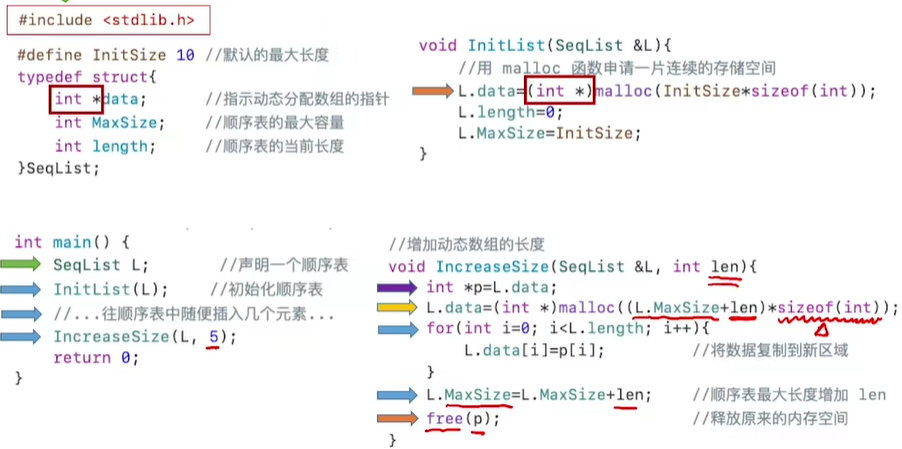 #include <stdlib.h>
#define InitSize 10 //默认的最大长度
typedef struct{
int *data; //指示动态分配数组的指针
int MaxSize; //顺序表的最大容量
int length; //顺序表的当前长度
}SeqList;
void InitList(SeqList &L){
//用 malloc 函数申请一片连续的存储空间
L.data=(int *)malloc(InitSize*sizeof(int));
L.length=0;
L.MaxSize=InitSize;
}
int main() {
SeqList L; //声明一个顺序表
InitList(L); //初始化顺序表
//...往顺序表中随便插入几个元素...
IncreaseSize(L, 5);
return 0;
}
//增加动态数组的长度
void IncreaseSize(SeqList &L, int len){
int *p=L.data;
L.data=(int *)malloc((L.MaxSize+len)*sizeof(int));
for(int i=0; i<L.length; i++){
L.data[i]=p[i]; //将数据复制到新区域
}
L.MaxSize=L.MaxSize+len; //顺序表最大长度增加 len
free(p); //释放原来的内存空间
}